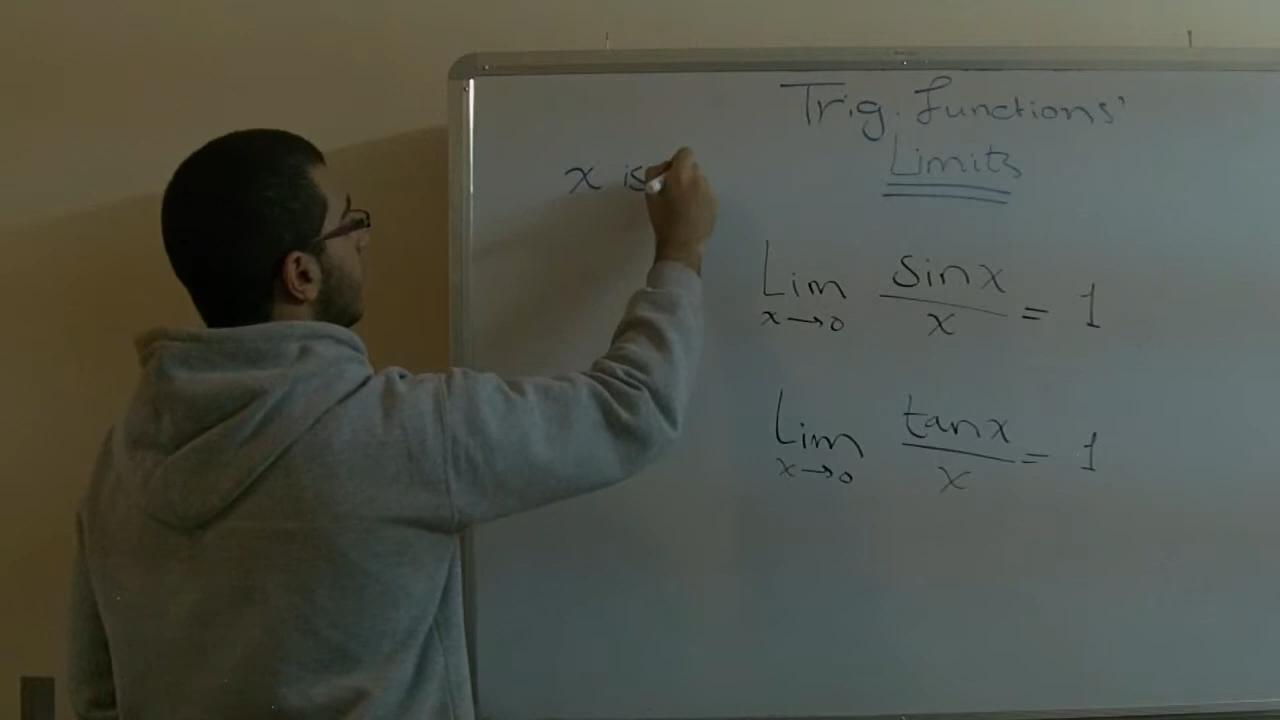 Trig. Functions'
Limits
x is
Lim sinx
x→0 x = 1
Lim tanx
x→0 x = 1